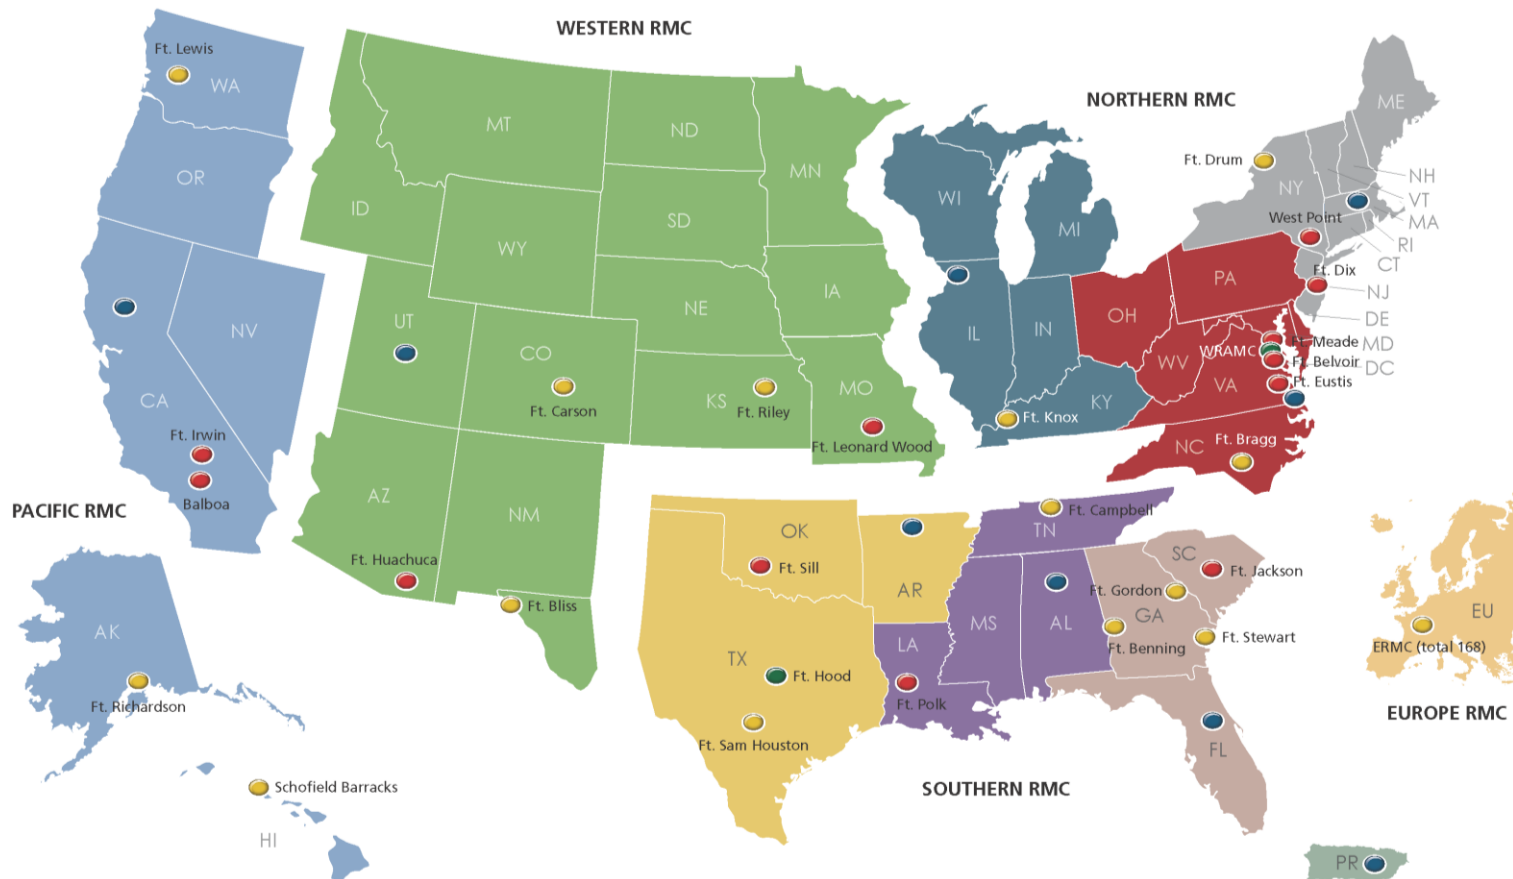 WESTERN RMC
Ft. Lewis
WA
NORTHERN RMC
ME
MT
ND
OR
MN
Ft. Drum
NY
NH
VT
MA
RI
CT
WI
MI
ID
SD
WY
West Point
Ft. Dix
NJ
DE
PA
IA
NE
NV
UT
CO
IL
IN
OH
Ft. Meade
MD
WRAMC
Ft. Belvoir
DC
WV
VA
Ft. Eustis
CA
Ft. Carson
KS
Ft. Riley
MO
KY
Ft. Knox
Ft. Irwin
Ft. Leonard Wood
NC
Ft. Bragg
Balboa
PACIFIC RMC
AZ
NM
OK
TN
Ft. Campbell
SC
Ft. Huachuca
Ft. Sill
Ft. Jackson
AR
Ft. Gordon
Ft. Bliss
GA
EU
AK
MS
AL
Ft. Stewart
LA
Ft. Benning
ERMC (total 168)
TX
Ft. Hood
Ft. Richardson
Ft. Polk
EUROPE RMC
Ft. Sam Houston
FL
Schofield Barracks
SOUTHERN RMC
HI
PR